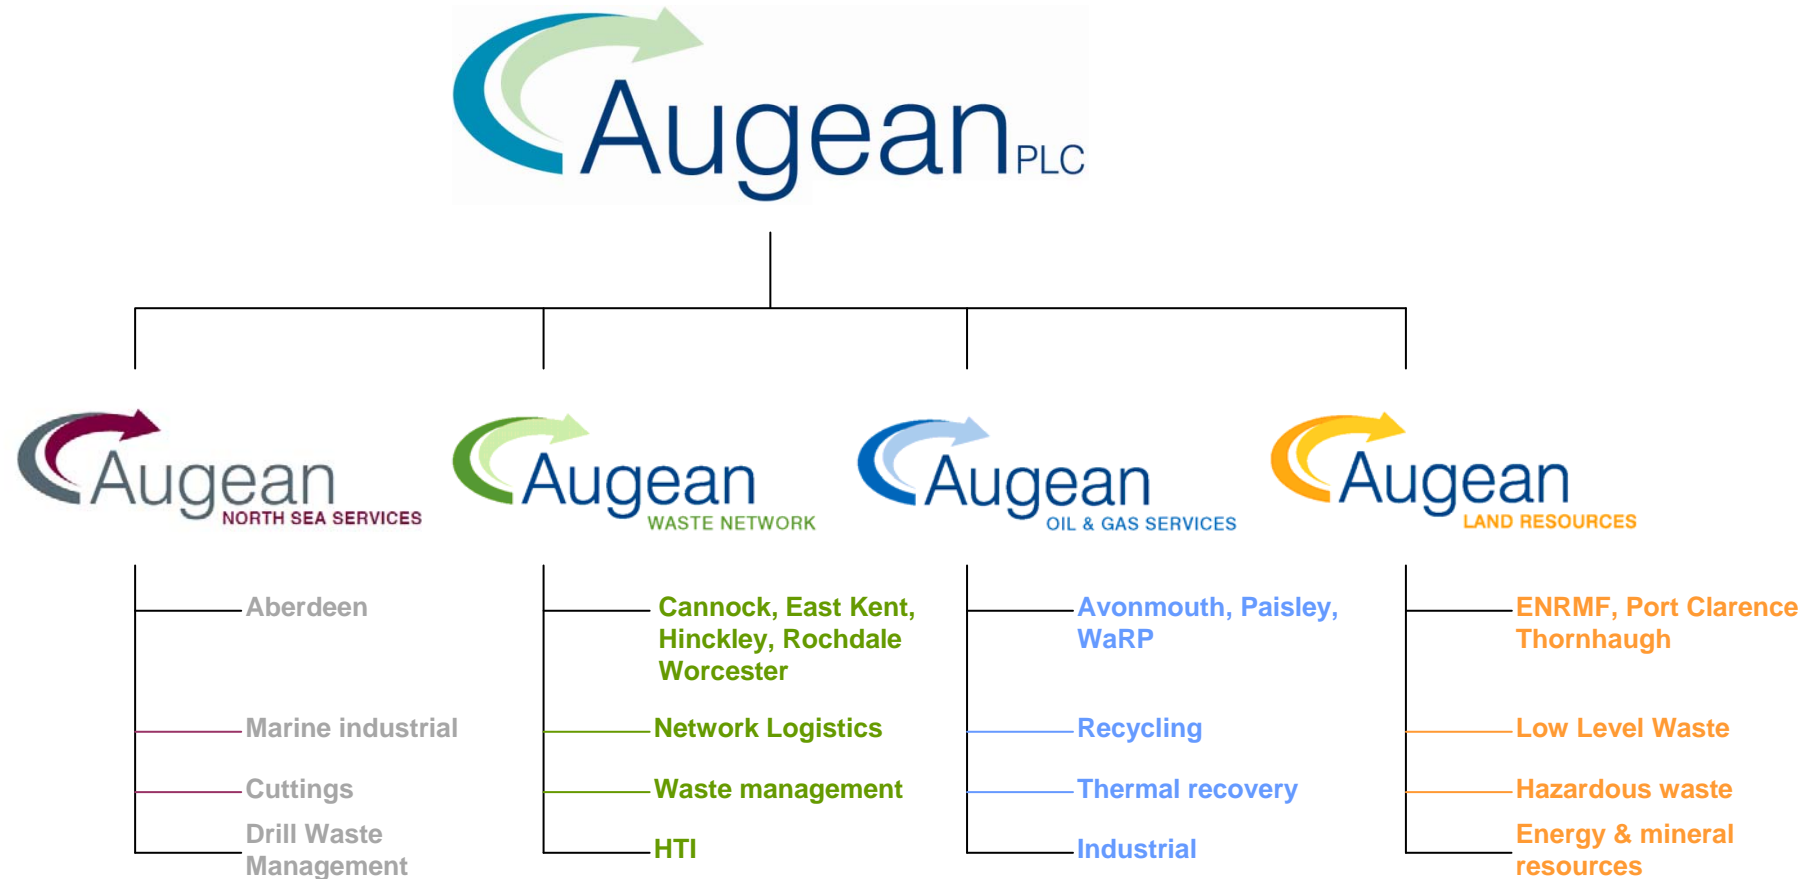 Augean PLC
Augean
NORTH SEA SERVICES
Aberdeen
Marine industrial
Cuttings
Drill Waste
Management
Augean
WASTE NETWORK
Cannock, East Kent,
Hinckley, Rochdale
Worcester
Network Logistics
Waste management
HTI
Augean
OIL & GAS SERVICES
Avonmouth, Paisley,
WaRP
Recycling
Thermal recovery
Industrial
Augean
LAND RESOURCES
ENRMF, Port Clarence
Thornhaugh
Low Level Waste
Hazardous waste
Energy & mineral
resources